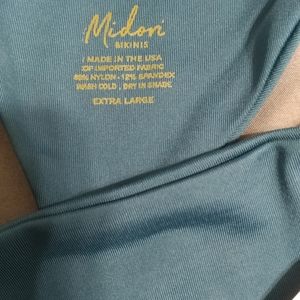 Midori
BIKINIS
MADE IN THE USA
OF IMPORTED FABRIC
NYLON - 12% SPANDEX
WASH COLD, DRY IN SHADE
EXTRA LARGE